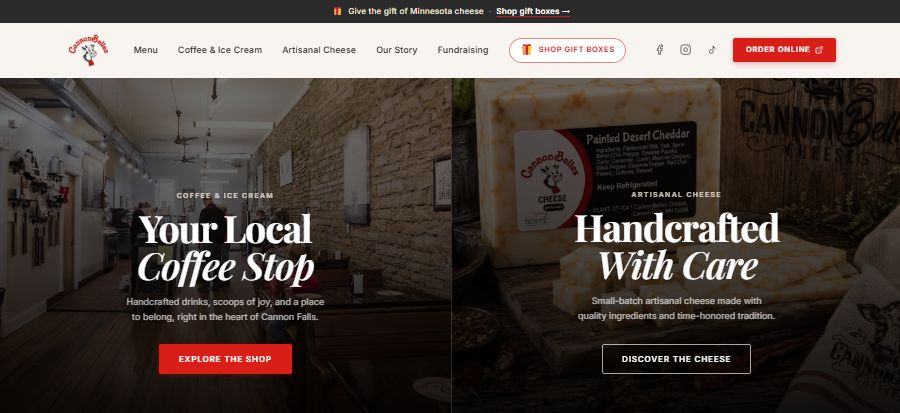 Give the gift of Minnesota cheese · Shop gift boxes →
CannonBelles
Menu
Coffee & Ice Cream
Artisanal Cheese
Our Story
Fundraising
SHOP GIFT BOXES
ORDER ONLINE
COFFEE & ICE CREAM
Your Local
Coffee Stop
Handcrafted drinks, scoops of joy, and a place
to belong, right in the heart of Cannon Falls.
EXPLORE THE SHOP
Painted Desert Cheddar
CannonBelles
CHEESE
Keep Refrigerated
CANNONBelles
CHEESE
ARTISANAL CHEESE
Handcrafted
With Care
Small-batch artisanal cheese made with
quality ingredients and time-honored tradition.
DISCOVER THE CHEESE